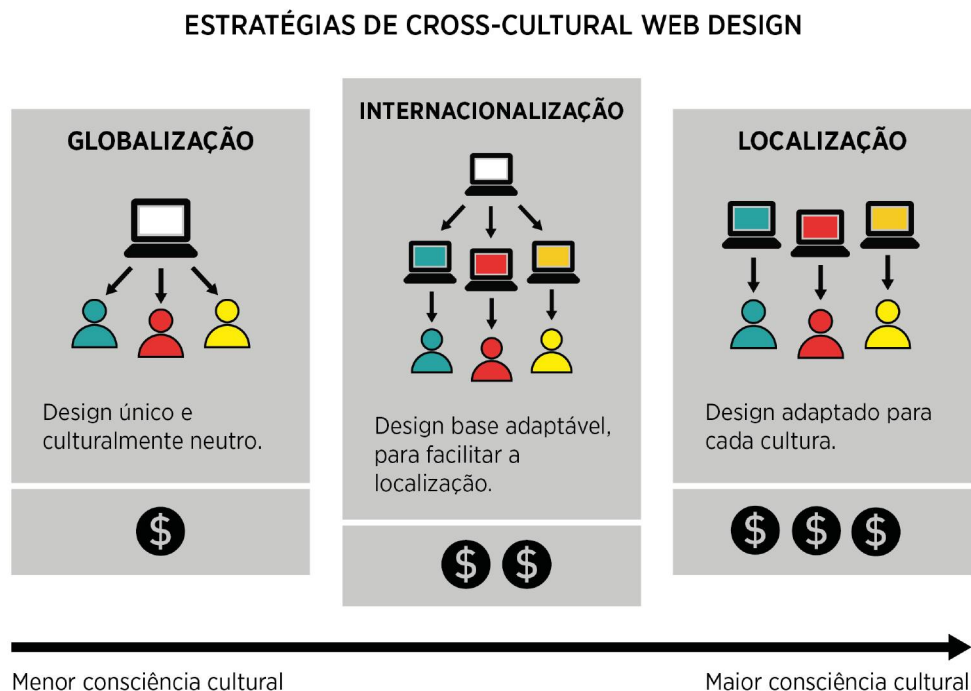 ESTRATÉGIAS DE CROSS-CULTURAL WEB DESIGN
GLOBALIZAÇÃO
Design único e
culturalmente neutro.
$
INTERNACIONALIZAÇÃO
Design base adaptável,
para facilitar a
localização.
$ $
LOCALIZAÇÃO
Design adaptado para
cada cultura.
$ $ $
Menor consciência cultural
Maior consciência cultural